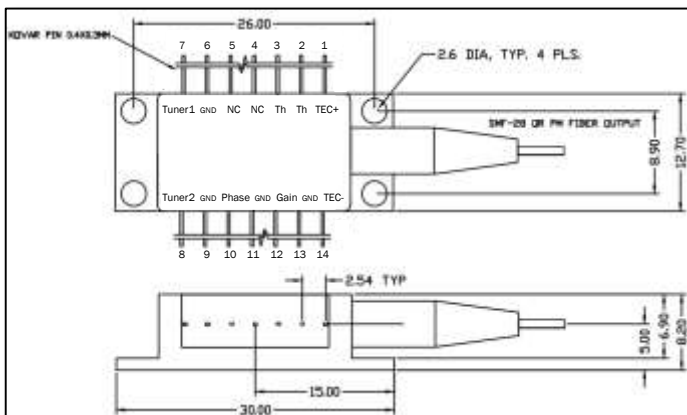 26.00
KOVAR PIN 0.4X0.3MM
7 6 5 4 3 2 1
2.6 DIA, TYP. 4 PLS.
Tuner1 GND NC NC Th Th TEC+
SMF-28 OR PM FIBER OUTPUT
8.90
12.70
Tuner2 GND Phase GND Gain GND TEC-
8 9 10 11 12 13 14
2.54 TYP
5.00
6.90
8.20
15.00
30.00